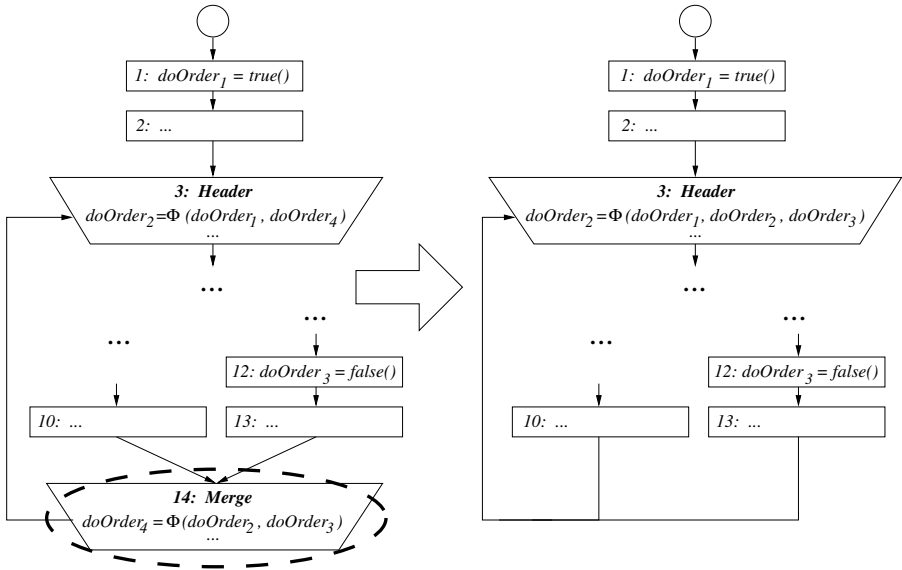 1: doOrder1 = true()
2: ...
3: Header
doOrder2=Φ (doOrder1 , doOrder4 )
...
...
...
...
12: doOrder3 = false()
10: ...
13: ...
14: Merge
doOrder4 = Φ (doOrder2 , doOrder3 )
...
1: doOrder1 = true()
2: ...
3: Header
doOrder2=Φ (doOrder1, doOrder2, doOrder3 )
...
...
...
...
12: doOrder3 = false()
10: ...
13: ...